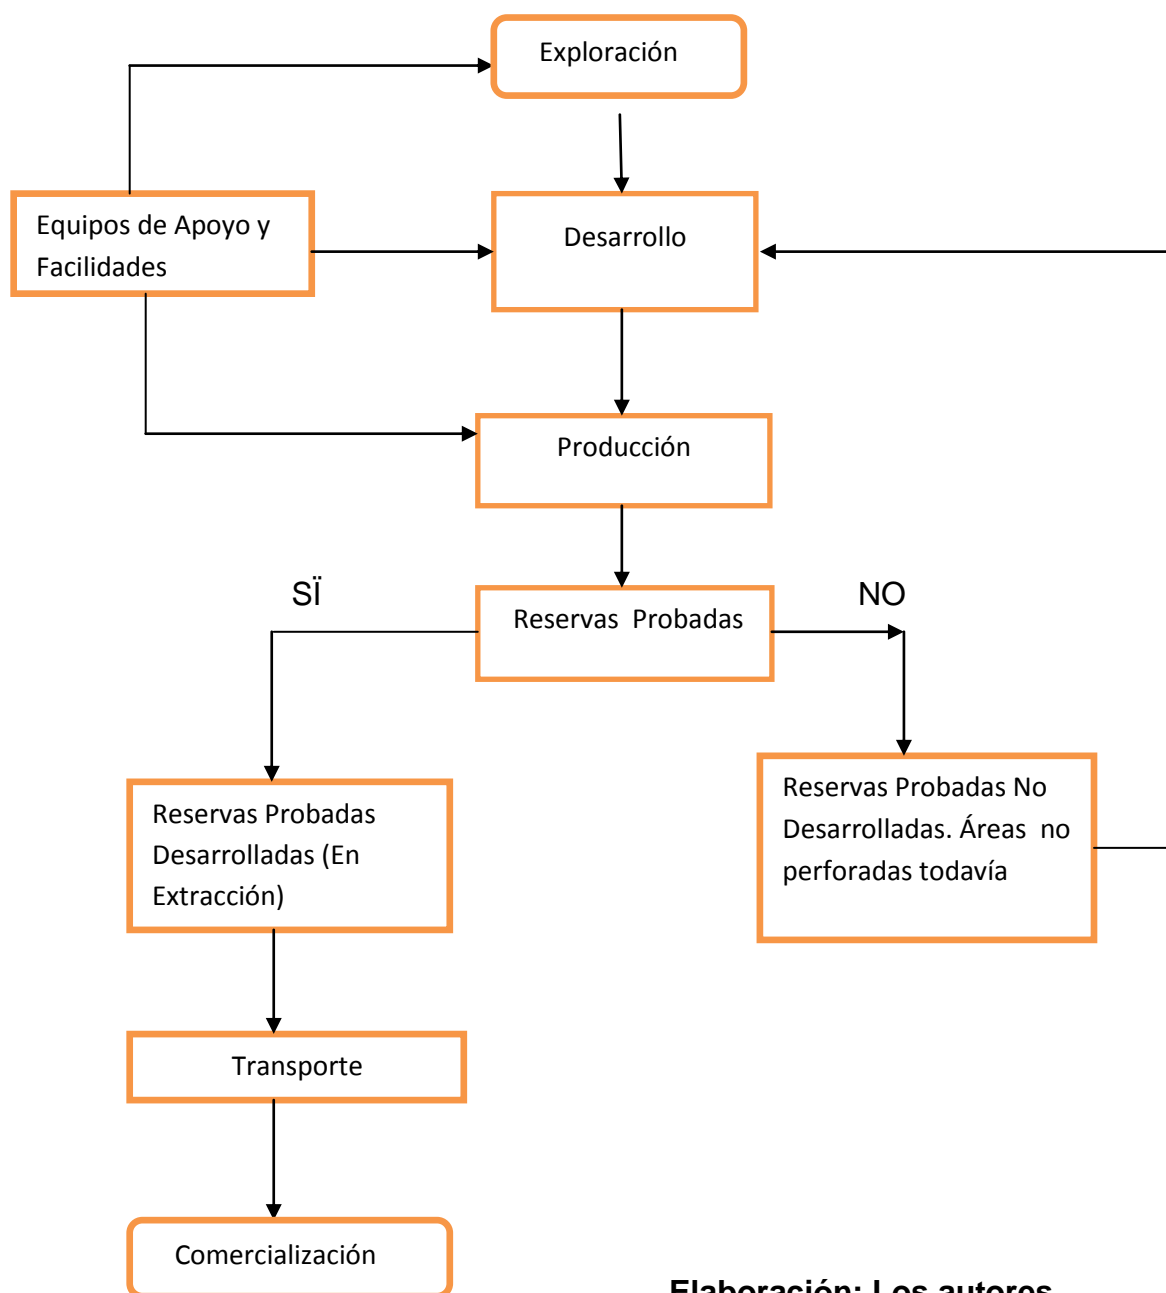 Exploración
Equipos de Apoyo y
Facilidades
Desarrollo
Producción
SÏ
NO
Reservas  Probadas
Reservas Probadas
Desarrolladas (En
Extracción)
Reservas Probadas No
Desarrolladas. Áreas  no
perforadas todavía
Transporte
Comercialización
Elaboración: Los autores